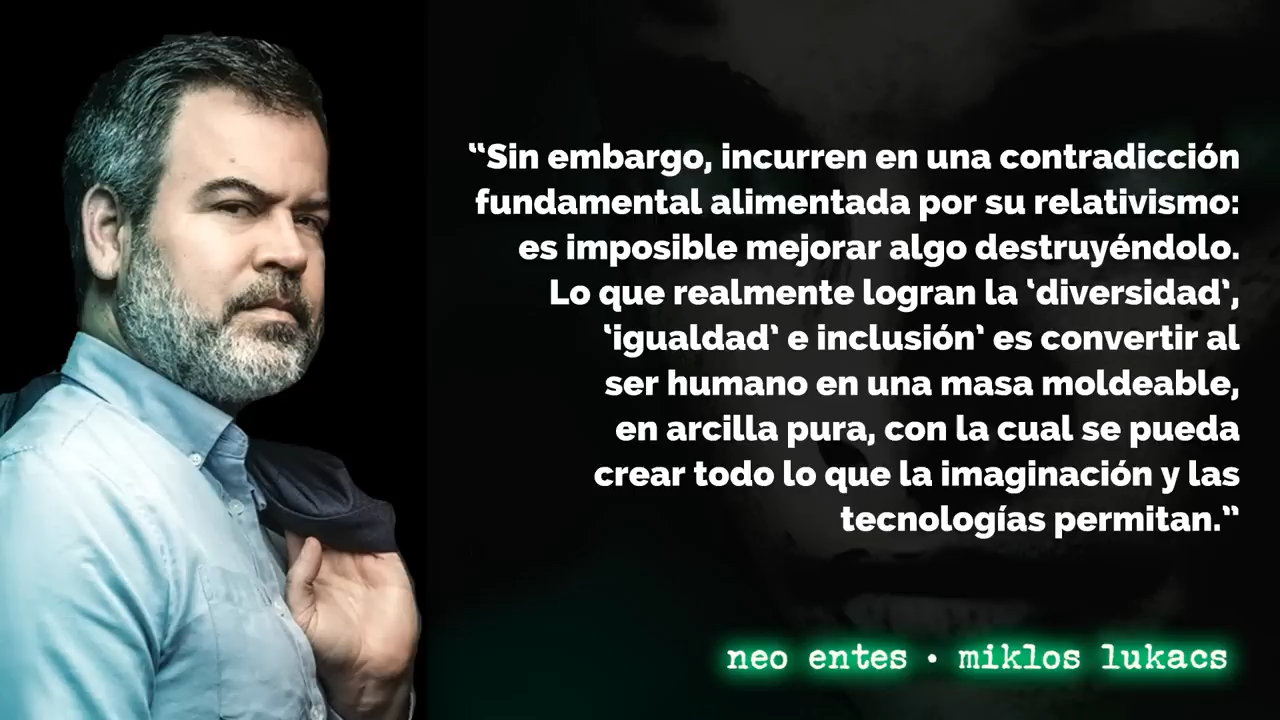 “Sin embargo, incurren en una contradicción
fundamental alimentada por su relativismo:
es imposible mejorar algo destruyéndolo.
Lo que realmente logran la ‘diversidad’,
‘igualdad’ e inclusión’ es convertir al
ser humano en una masa moldeable,
en arcilla pura, con la cual se pueda
crear todo lo que la imaginación y las
tecnologías permitan.”
neo entes • miklos lukacs